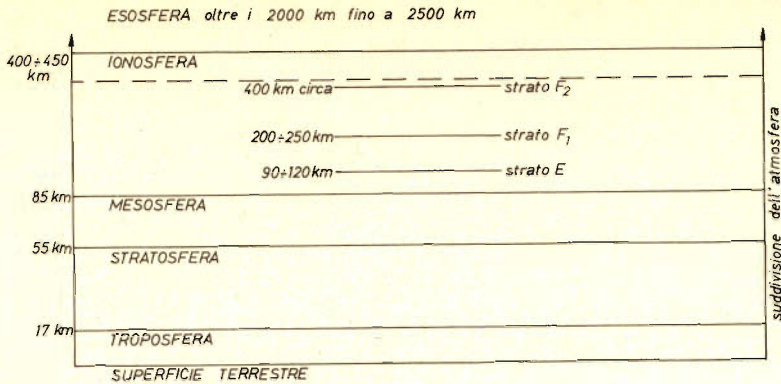 ESOSFERA oltre i 2000 km fino a 2500 km
400÷450 km
IONOSFERA
400 km circa strato F2
200÷250 km strato F1
90÷120 km strato E
85 km
MESOSFERA
55 km
STRATOSFERA
17 km
TROPOSFERA
SUPERFICIE TERRESTRE
suddivisione dell'atmosfera